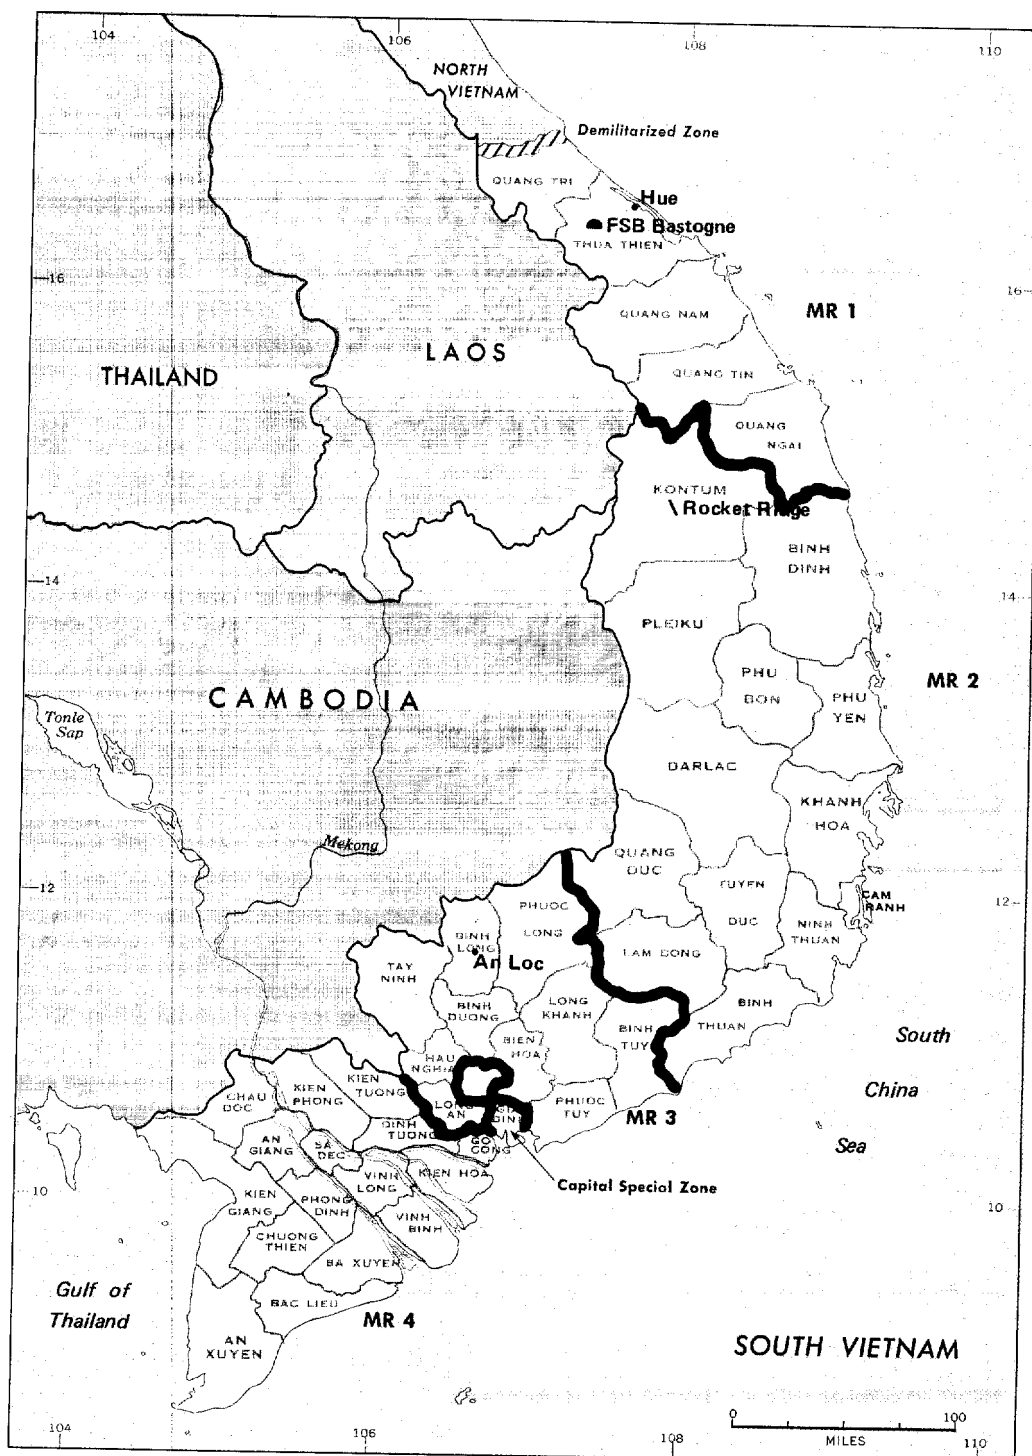 104
106
108
110
NORTH
VIETNAM
Demilitarized Zone
QUANG TRI
Hue
FSB Bastogne
THUA THIEN
16
16
QUANG NAM
MR 1
LAOS
THAILAND
QUANG TIN
QUANG
NGAI
KONTUM
Rocket Ridge
BINH
DINH
14
14
PLEIKU
CAMBODIA
PHU
BON
PHU
YEN
MR 2
Tonle
Sap
DARLAC
KHANH
HOA
Mekong
QUANG
DUC
12
12
TUYEN
DUC
CAM
RANH
PHUOC
LONG
NINH
THUAN
BINH
LONG
An Loc
LAM DONG
TAY
NINH
LONG
KHANH
BINH
THUAN
BINH
DUONG
BIEN
HOA
BINH
TUY
South
China
Sea
HAU
NGHIA
KIEN
TUONG
KIEN
PHONG
CHAU
DOC
LONG
AN
GIA
DINH
PHUOC
TUY
MR 3
DINH
TUONG
GO
CONG
AN
GIANG
SA
DEC
VINH
LONG
KIEN HOA
Capital Special Zone
10
10
KIEN
GIANG
PHONG
DINH
VINH
BINH
CHUONG
THIEN
BA XUYEN
Gulf of
Thailand
BAC LIEU
MR 4
AN
XUYEN
SOUTH VIETNAM
0
100
MILES
104
106
108
110